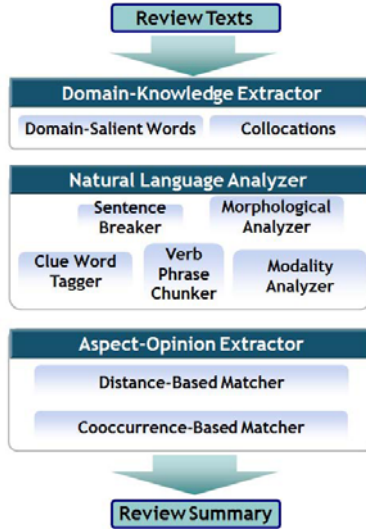 Review Texts
Domain-Knowledge Extractor
Domain-Salient Words
Collocations
Natural Language Analyzer
Sentence
Breaker
Morphological
Analyzer
Clue Word
Tagger
Verb
Phrase
Chunker
Modality
Analyzer
Aspect-Opinion Extractor
Distance-Based Matcher
Cooccurrence-Based Matcher
Review Summary